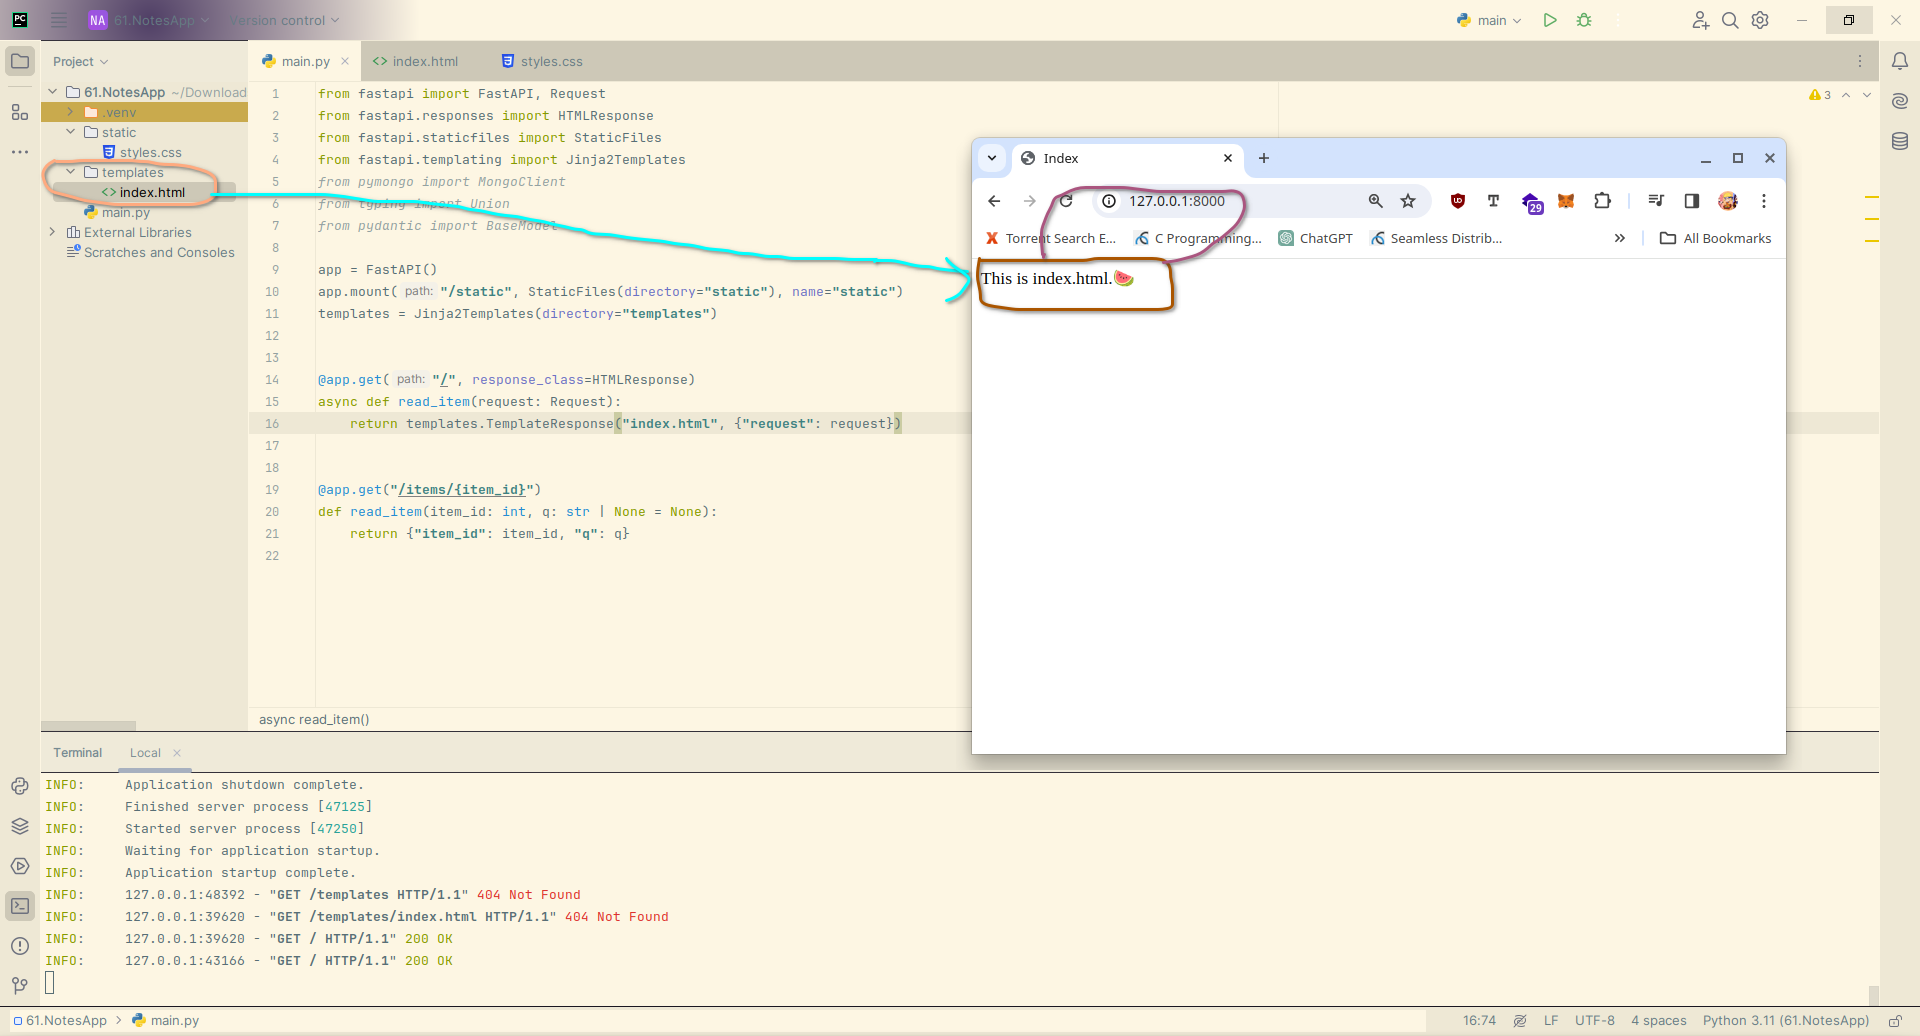 PC NA 61.NotesApp Version control main
Project
main.py index.html styles.css
61.NotesApp ~/Download
.venv
static
styles.css
templates
index.html
main.py
External Libraries
Scratches and Consoles
3
1 from fastapi import FastAPI, Request
2 from fastapi.responses import HTMLResponse
3 from fastapi.staticfiles import StaticFiles
4 from fastapi.templating import Jinja2Templates
5 from pymongo import MongoClient
6 from typing import Union
7 from pydantic import BaseModel
8
9 app = FastAPI()
10 app.mount( path: "/static", StaticFiles(directory="static"), name="static")
11 templates = Jinja2Templates(directory="templates")
12
13
14 @app.get( path: "/", response_class=HTMLResponse)
15 async def read_item(request: Request):
16 return templates.TemplateResponse("index.html", {"request": request})
17
18
19 @app.get("/items/{item_id}")
20 def read_item(item_id: int, q: str | None = None):
21 return {"item_id": item_id, "q": q}
22
async read_item()
Index
127.0.0.1:8000
UD T 29
Torrent Search E... C Programming... ChatGPT Seamless Distrib... » All Bookmarks
This is index.html.🍉
Terminal Local
INFO: Application shutdown complete.
INFO: Finished server process [47125]
INFO: Started server process [47250]
INFO: Waiting for application startup.
INFO: Application startup complete.
INFO: 127.0.0.1:48392 - "GET /templates HTTP/1.1" 404 Not Found
INFO: 127.0.0.1:39620 - "GET /templates/index.html HTTP/1.1" 404 Not Found
INFO: 127.0.0.1:39620 - "GET / HTTP/1.1" 200 OK
INFO: 127.0.0.1:43166 - "GET / HTTP/1.1" 200 OK
61.NotesApp > main.py 16:74 LF UTF-8 4 spaces Python 3.11 (61.NotesApp)